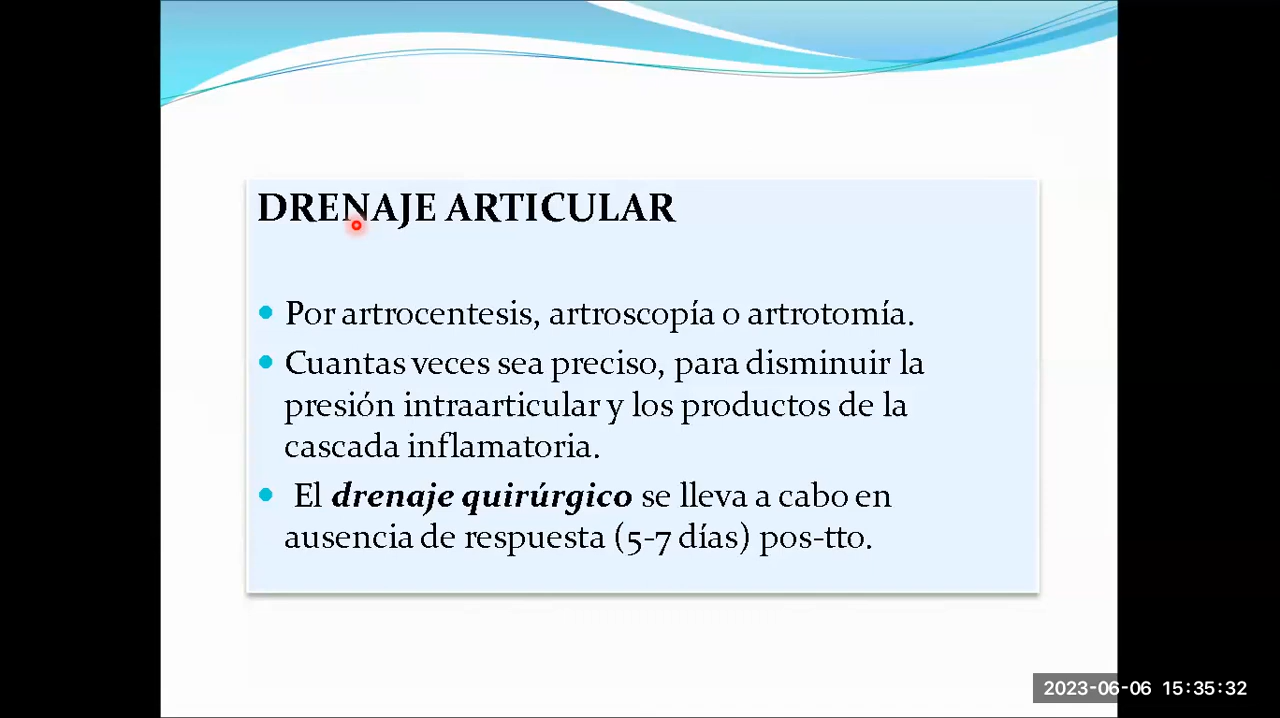 DRENAJE ARTICULAR
• Por artrocentesis, artroscopía o artrotomía.
• Cuantas veces sea preciso, para disminuir la
presión intraarticular y los productos de la
cascada inflamatoria.
• El drenaje quirúrgico se lleva a cabo en
ausencia de respuesta (5-7 días) pos-tto.
2023-06-06 15:35:32